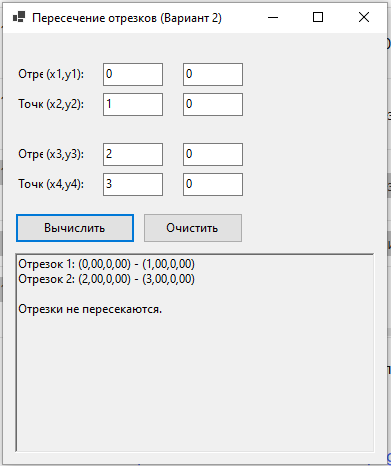 Пересечение отрезков (Вариант 2)
Отре (x1,y1): 0 0
Точк (x2,y2): 1 0
Отре (x3,y3): 2 0
Точк (x4,y4): 3 0
Вычислить Очистить
Отрезок 1: (0,00,0,00) - (1,00,0,00)
Отрезок 2: (2,00,0,00) - (3,00,0,00)
Отрезки не пересекаются.